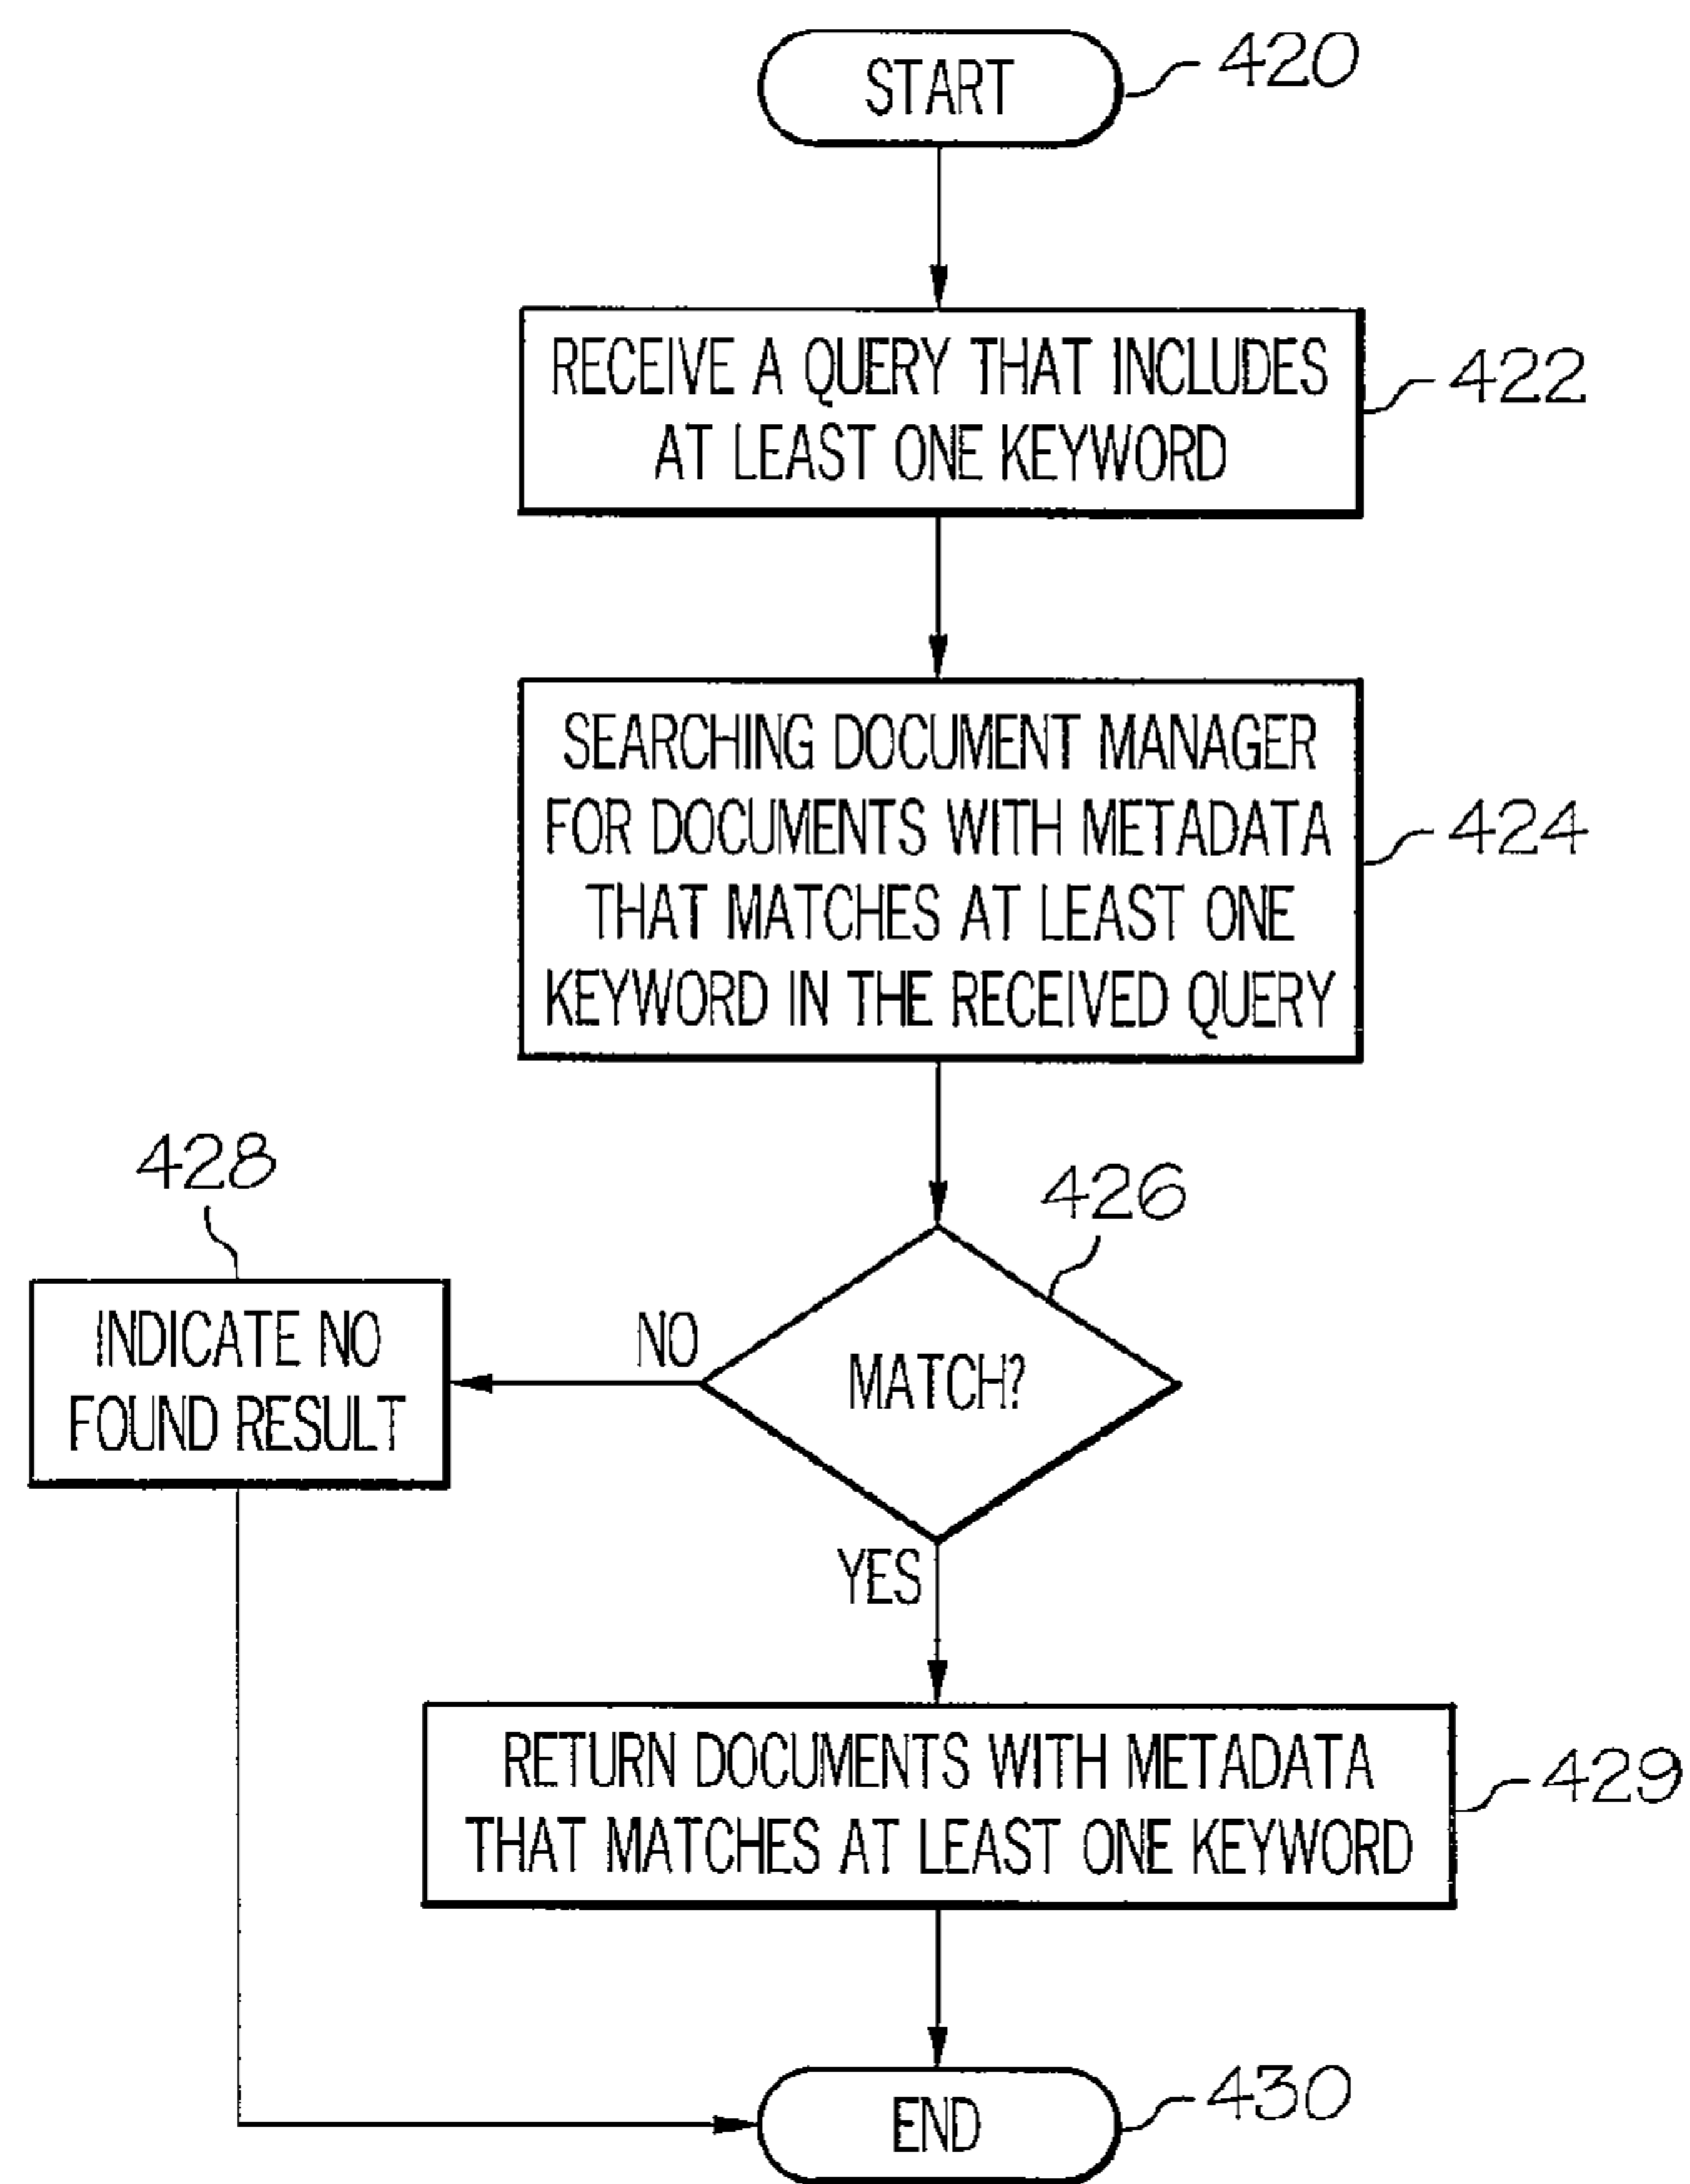 START
420
RECEIVE A QUERY THAT INCLUDES
AT LEAST ONE KEYWORD
422
SEARCHING DOCUMENT MANAGER
FOR DOCUMENTS WITH METADATA
THAT MATCHES AT LEAST ONE
KEYWORD IN THE RECEIVED QUERY
424
426
MATCH?
NO
428
INDICATE NO
FOUND RESULT
YES
RETURN DOCUMENTS WITH METADATA
THAT MATCHES AT LEAST ONE KEYWORD
429
END
430